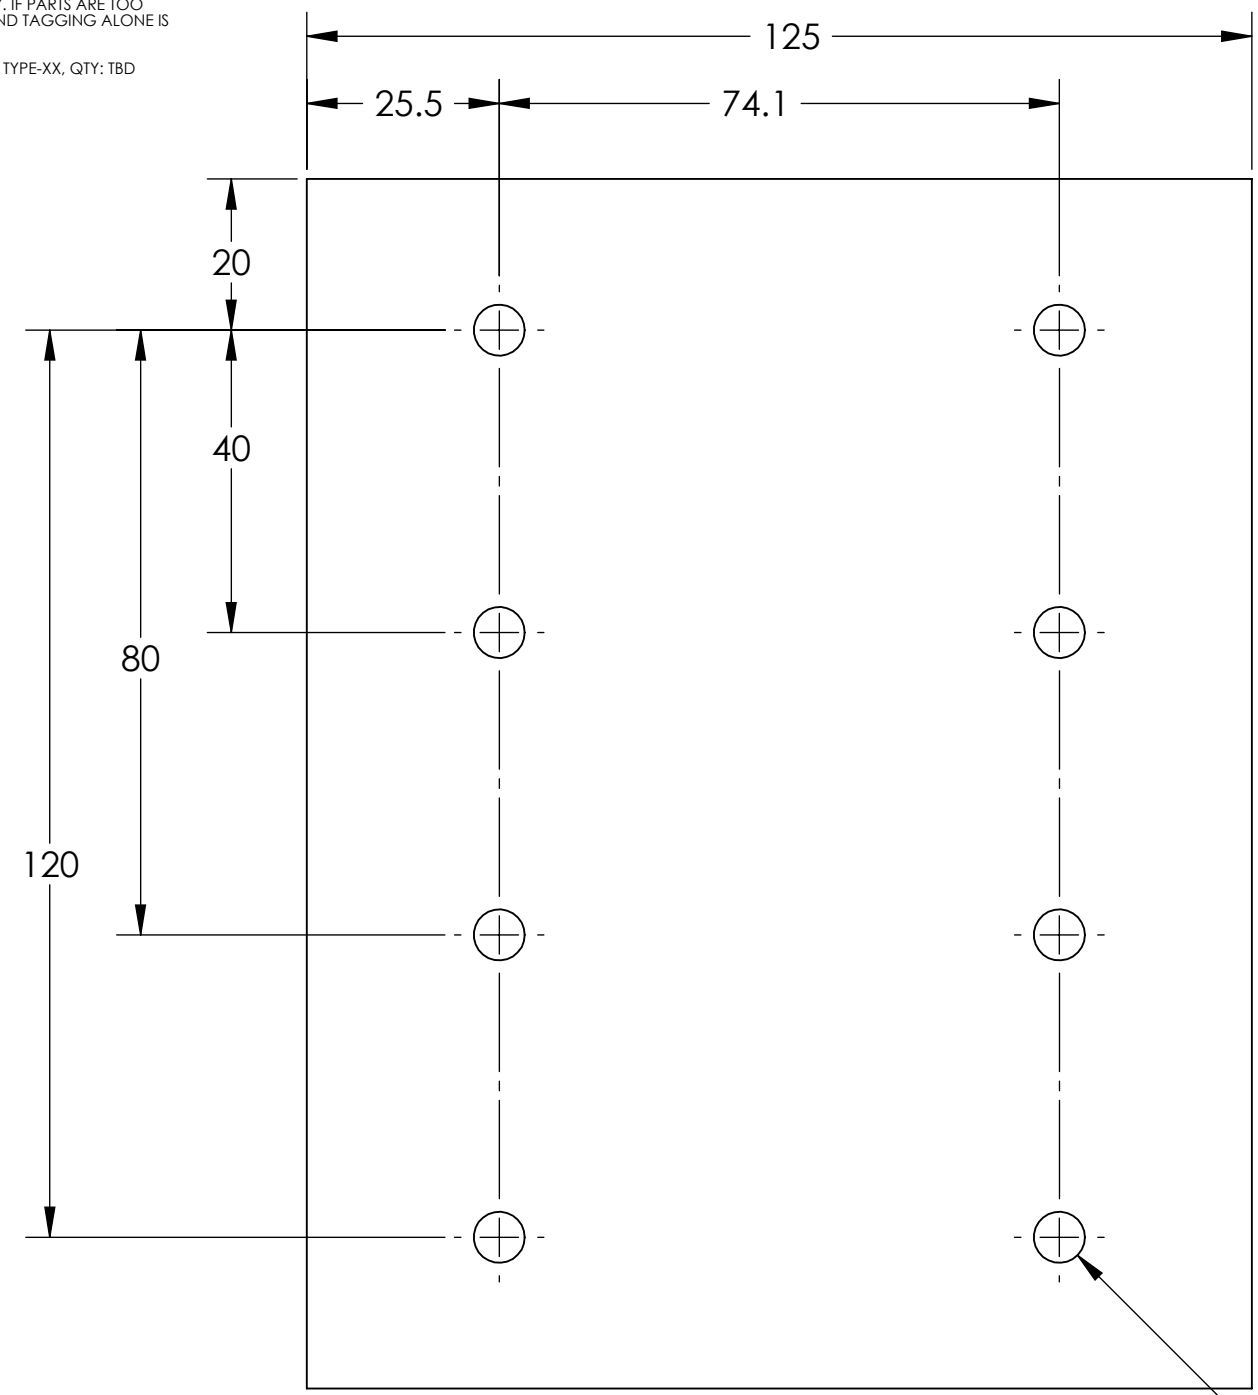 IF PARTS ARE TOO
ND TAGGING ALONE IS
TYPE-XX, QTY: TBD
125
25.5 74.1
20
40
80
120